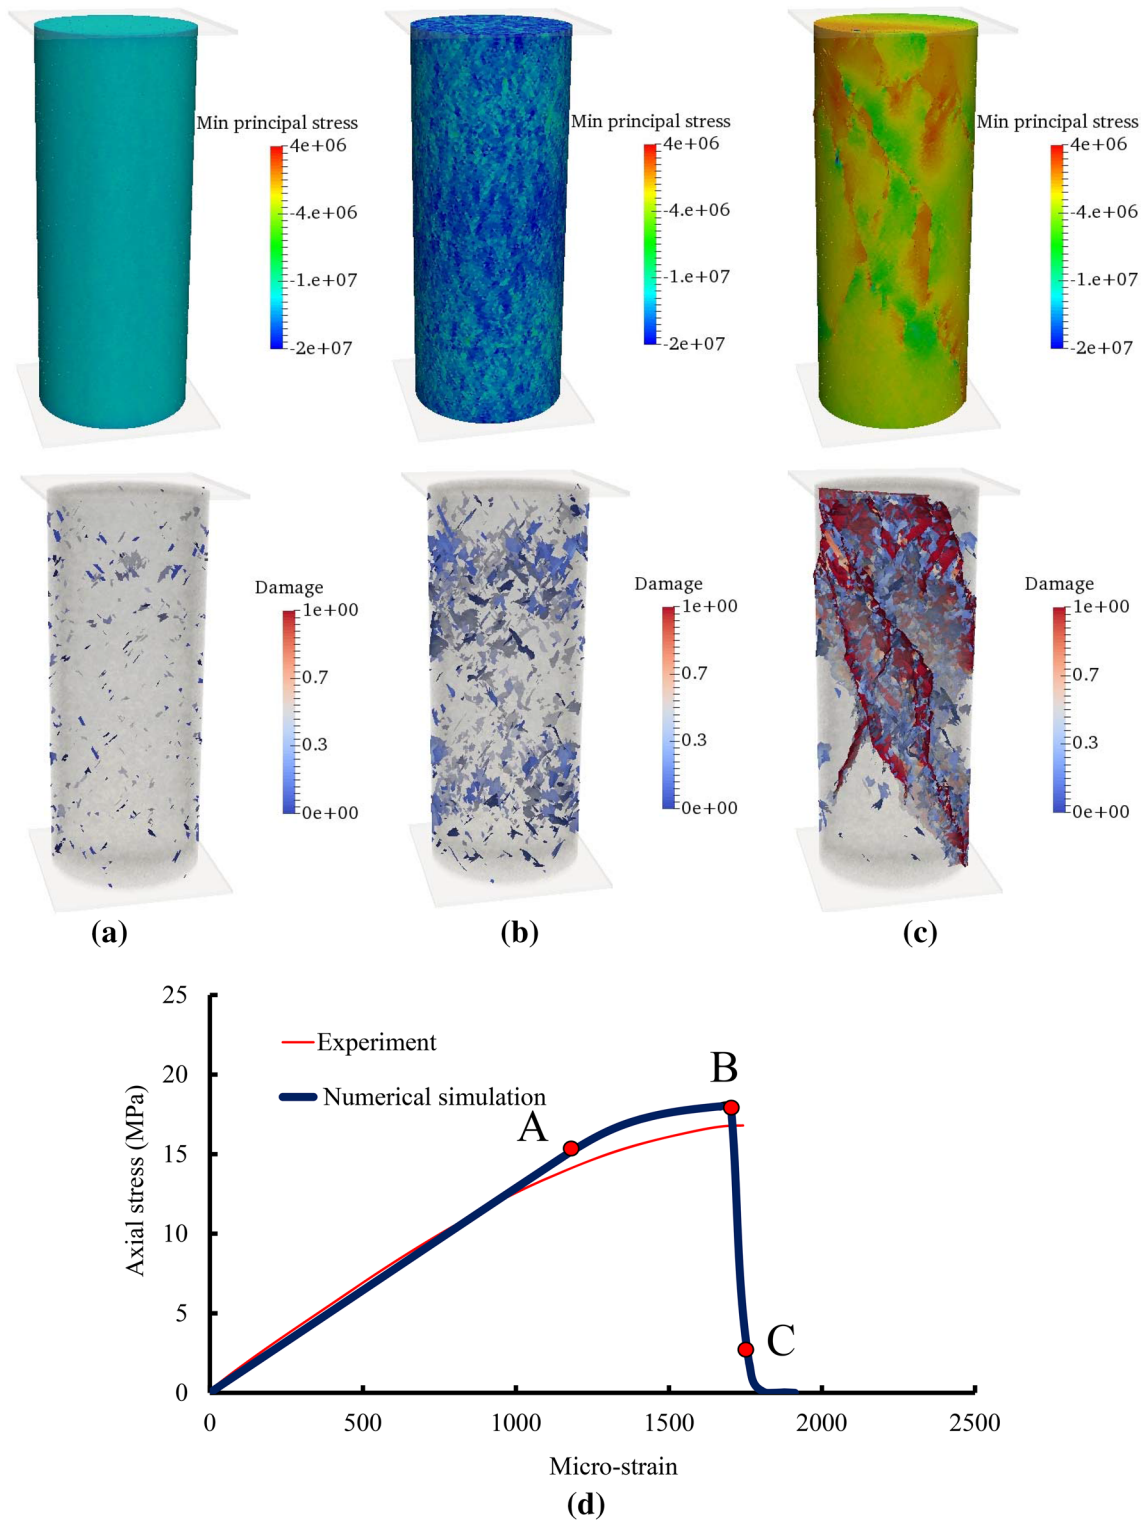 Min principal stress
4e+06
-4.e+06
-1.e+07
-2e+07
Min principal stress
4e+06
-4.e+06
-1.e+07
-2e+07
Min principal stress
4e+06
-4.e+06
-1.e+07
-2e+07
Damage
1e+00
0.7
0.3
0e+00
Damage
1e+00
0.7
0.3
0e+00
Damage
1e+00
0.7
0.3
0e+00
(a)
(b)
(c)
25
20
15
10
5
0
Axial stress (MPa)
Experiment
Numerical simulation
A
B
C
0
500
1000
1500
2000
2500
Micro-strain
(d)